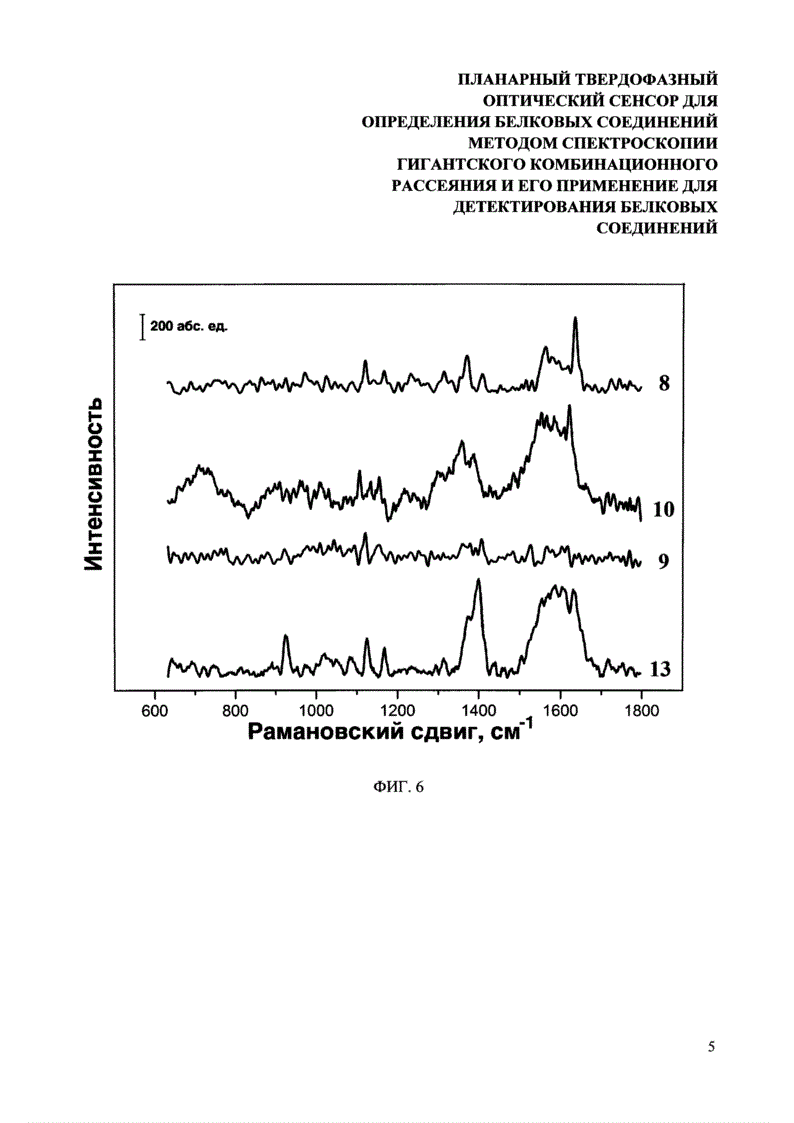 ПЛАНАРНЫЙ ТВЕРДОФАЗНЫЙ
ОПТИЧЕСКИЙ СЕНСОР ДЛЯ
ОПРЕДЕЛЕНИЯ БЕЛКОВЫХ СОЕДИНЕНИЙ
МЕТОДОМ СПЕКТРОСКОПИИ
ГИГАНТСКОГО КОМБИНАЦИОННОГО
РАССЕЯНИЯ И ЕГО ПРИМЕНЕНИЕ ДЛЯ
ДЕТЕКТИРОВАНИЯ БЕЛКОВЫХ
СОЕДИНЕНИЙ
200 абс. ед.
Интенсивность
8
10
9
13
600 800 1000 1200 1400 1600 1800
Рамановский сдвиг, см⁻¹
ФИГ. 6
5